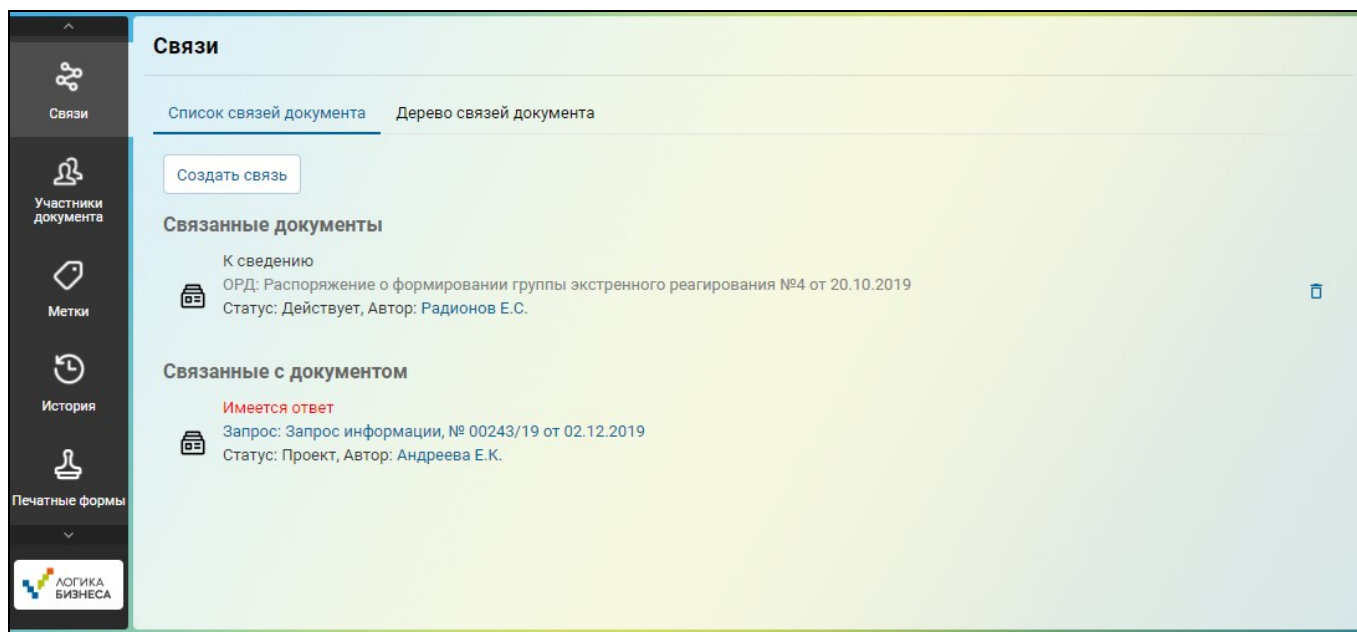 Связи
Участники
документа
Метки
История
Печатные формы
ЛОГИКА
БИЗНЕСА
Связи
Список связей документа Дерево связей документа
Создать связь
Связанные документы
К сведению
ОРД: Распоряжение о формировании группы экстренного реагирования №4 от 20.10.2019
Статус: Действует, Автор: Радионов Е.С.
Связанные с документом
Имеется ответ
Запрос: Запрос информации, № 00243/19 от 02.12.2019
Статус: Проект, Автор: Андреева Е.К.